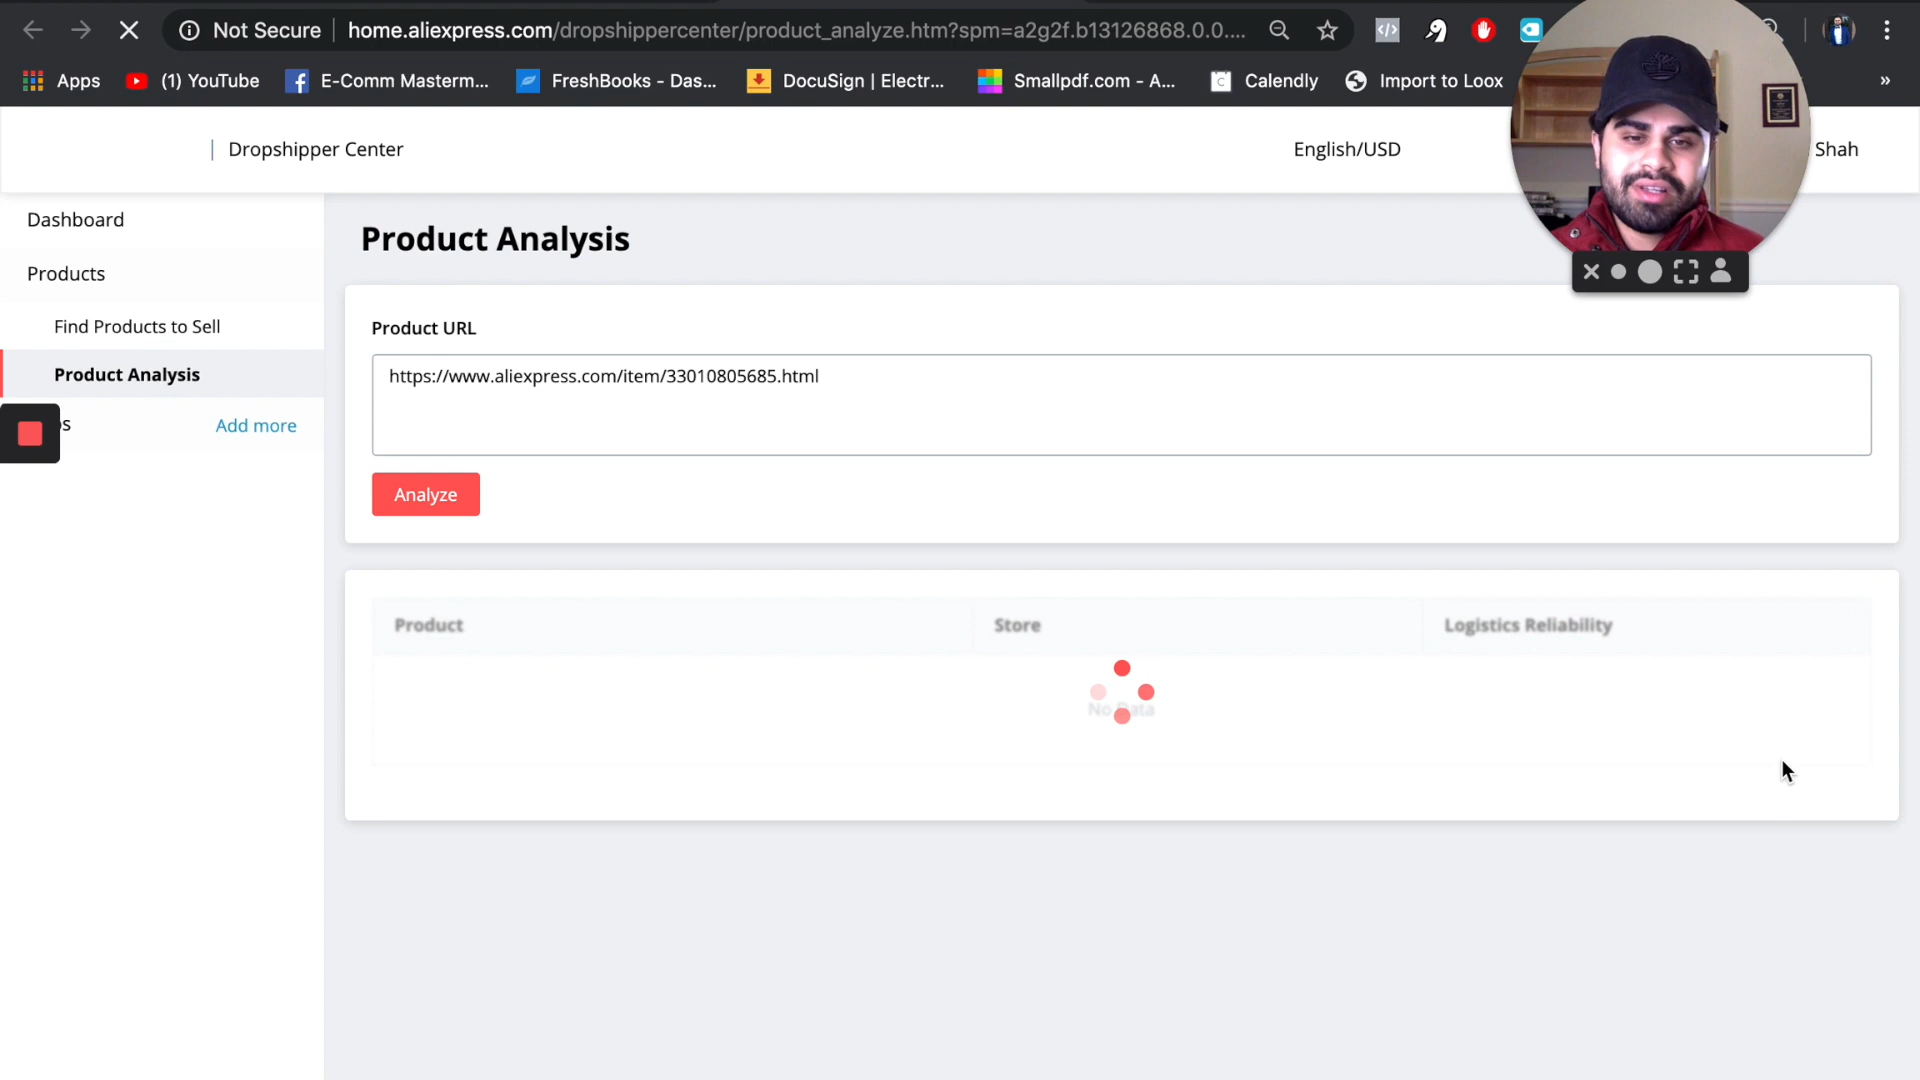 Not Secure home.aliexpress.com/dropshippercenter/product_analyze.htm?spm=a2g2f.b13126868.0.0....
Apps (1) YouTube E-Comm Masterm... FreshBooks - Das... DocuSign | Electr... Smallpdf.com - A... Calendly Import to Loox »
| Dropshipper Center English/USD Shah
Dashboard
Product Analysis
Products
Product URL
Find Products to Sell
https://www.aliexpress.com/item/33010805685.html
Product Analysis
Add more
Analyze
Product Store Logistics Reliability
No Data